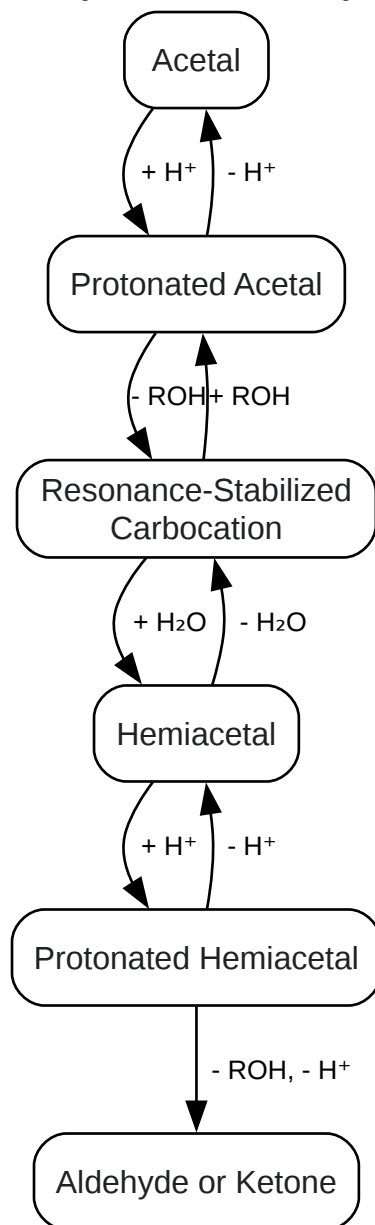 Acetal
+ H⁺
- H⁺
Protonated Acetal
- ROH
+ ROH
Resonance-Stabilized
Carbocation
+ H₂O
- H₂O
Hemiacetal
+ H⁺
- H⁺
Protonated Hemiacetal
- ROH, - H⁺
Aldehyde or Ketone